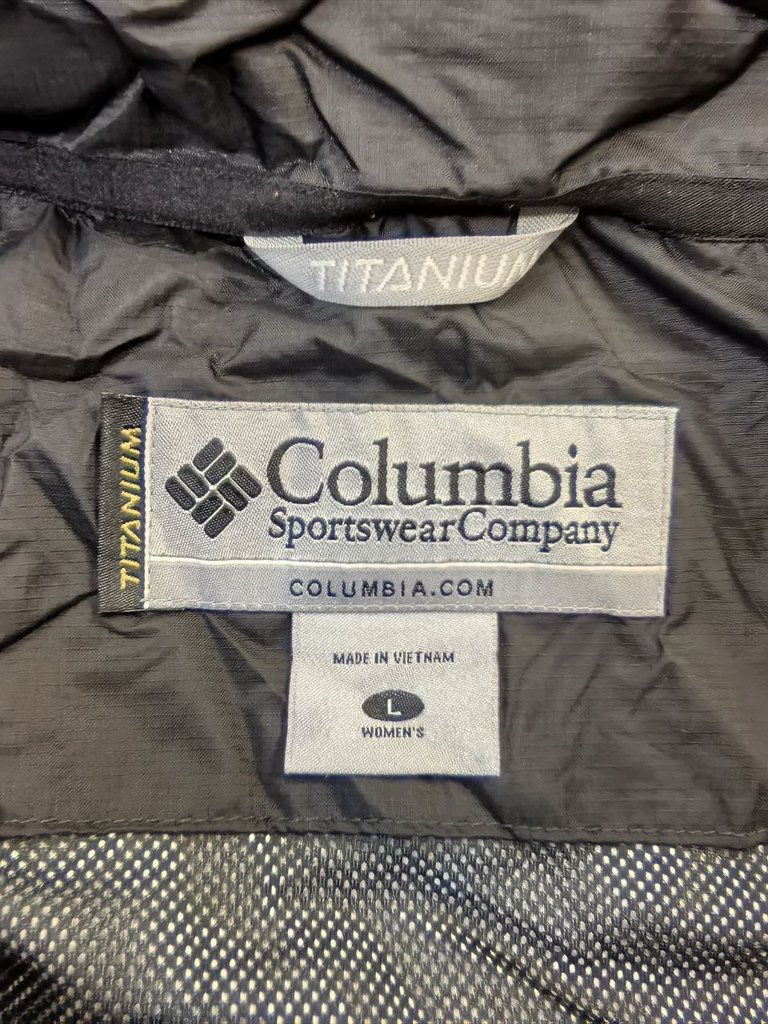 TITANIUM
TITANIUM
Columbia
SportswearCompany
COLUMBIA.COM
MADE IN VIETNAM
L
WOMEN'S